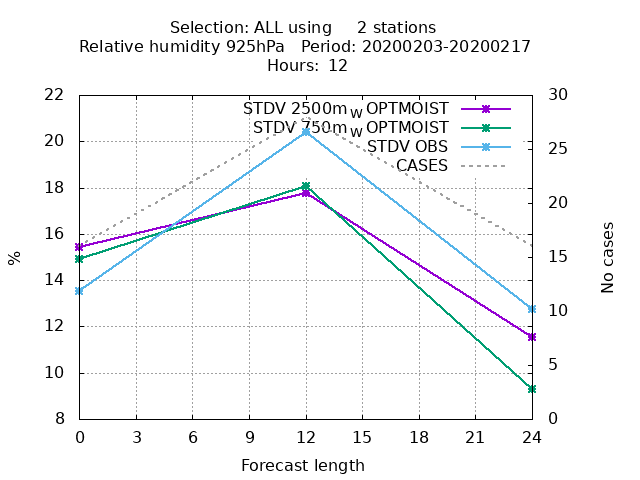 Selection: ALL using 2 stations
Relative humidity 925hPa Period: 20200203-20200217
Hours: 12
STDV 2500m_W OPTMOIST
STDV 750m_W OPTMOIST
STDV OBS
CASES
22
20
18
16
14
12
10
8
%
30
25
20
15
10
5
0
No cases
0 3 6 9 12 15 18 21 24
Forecast length